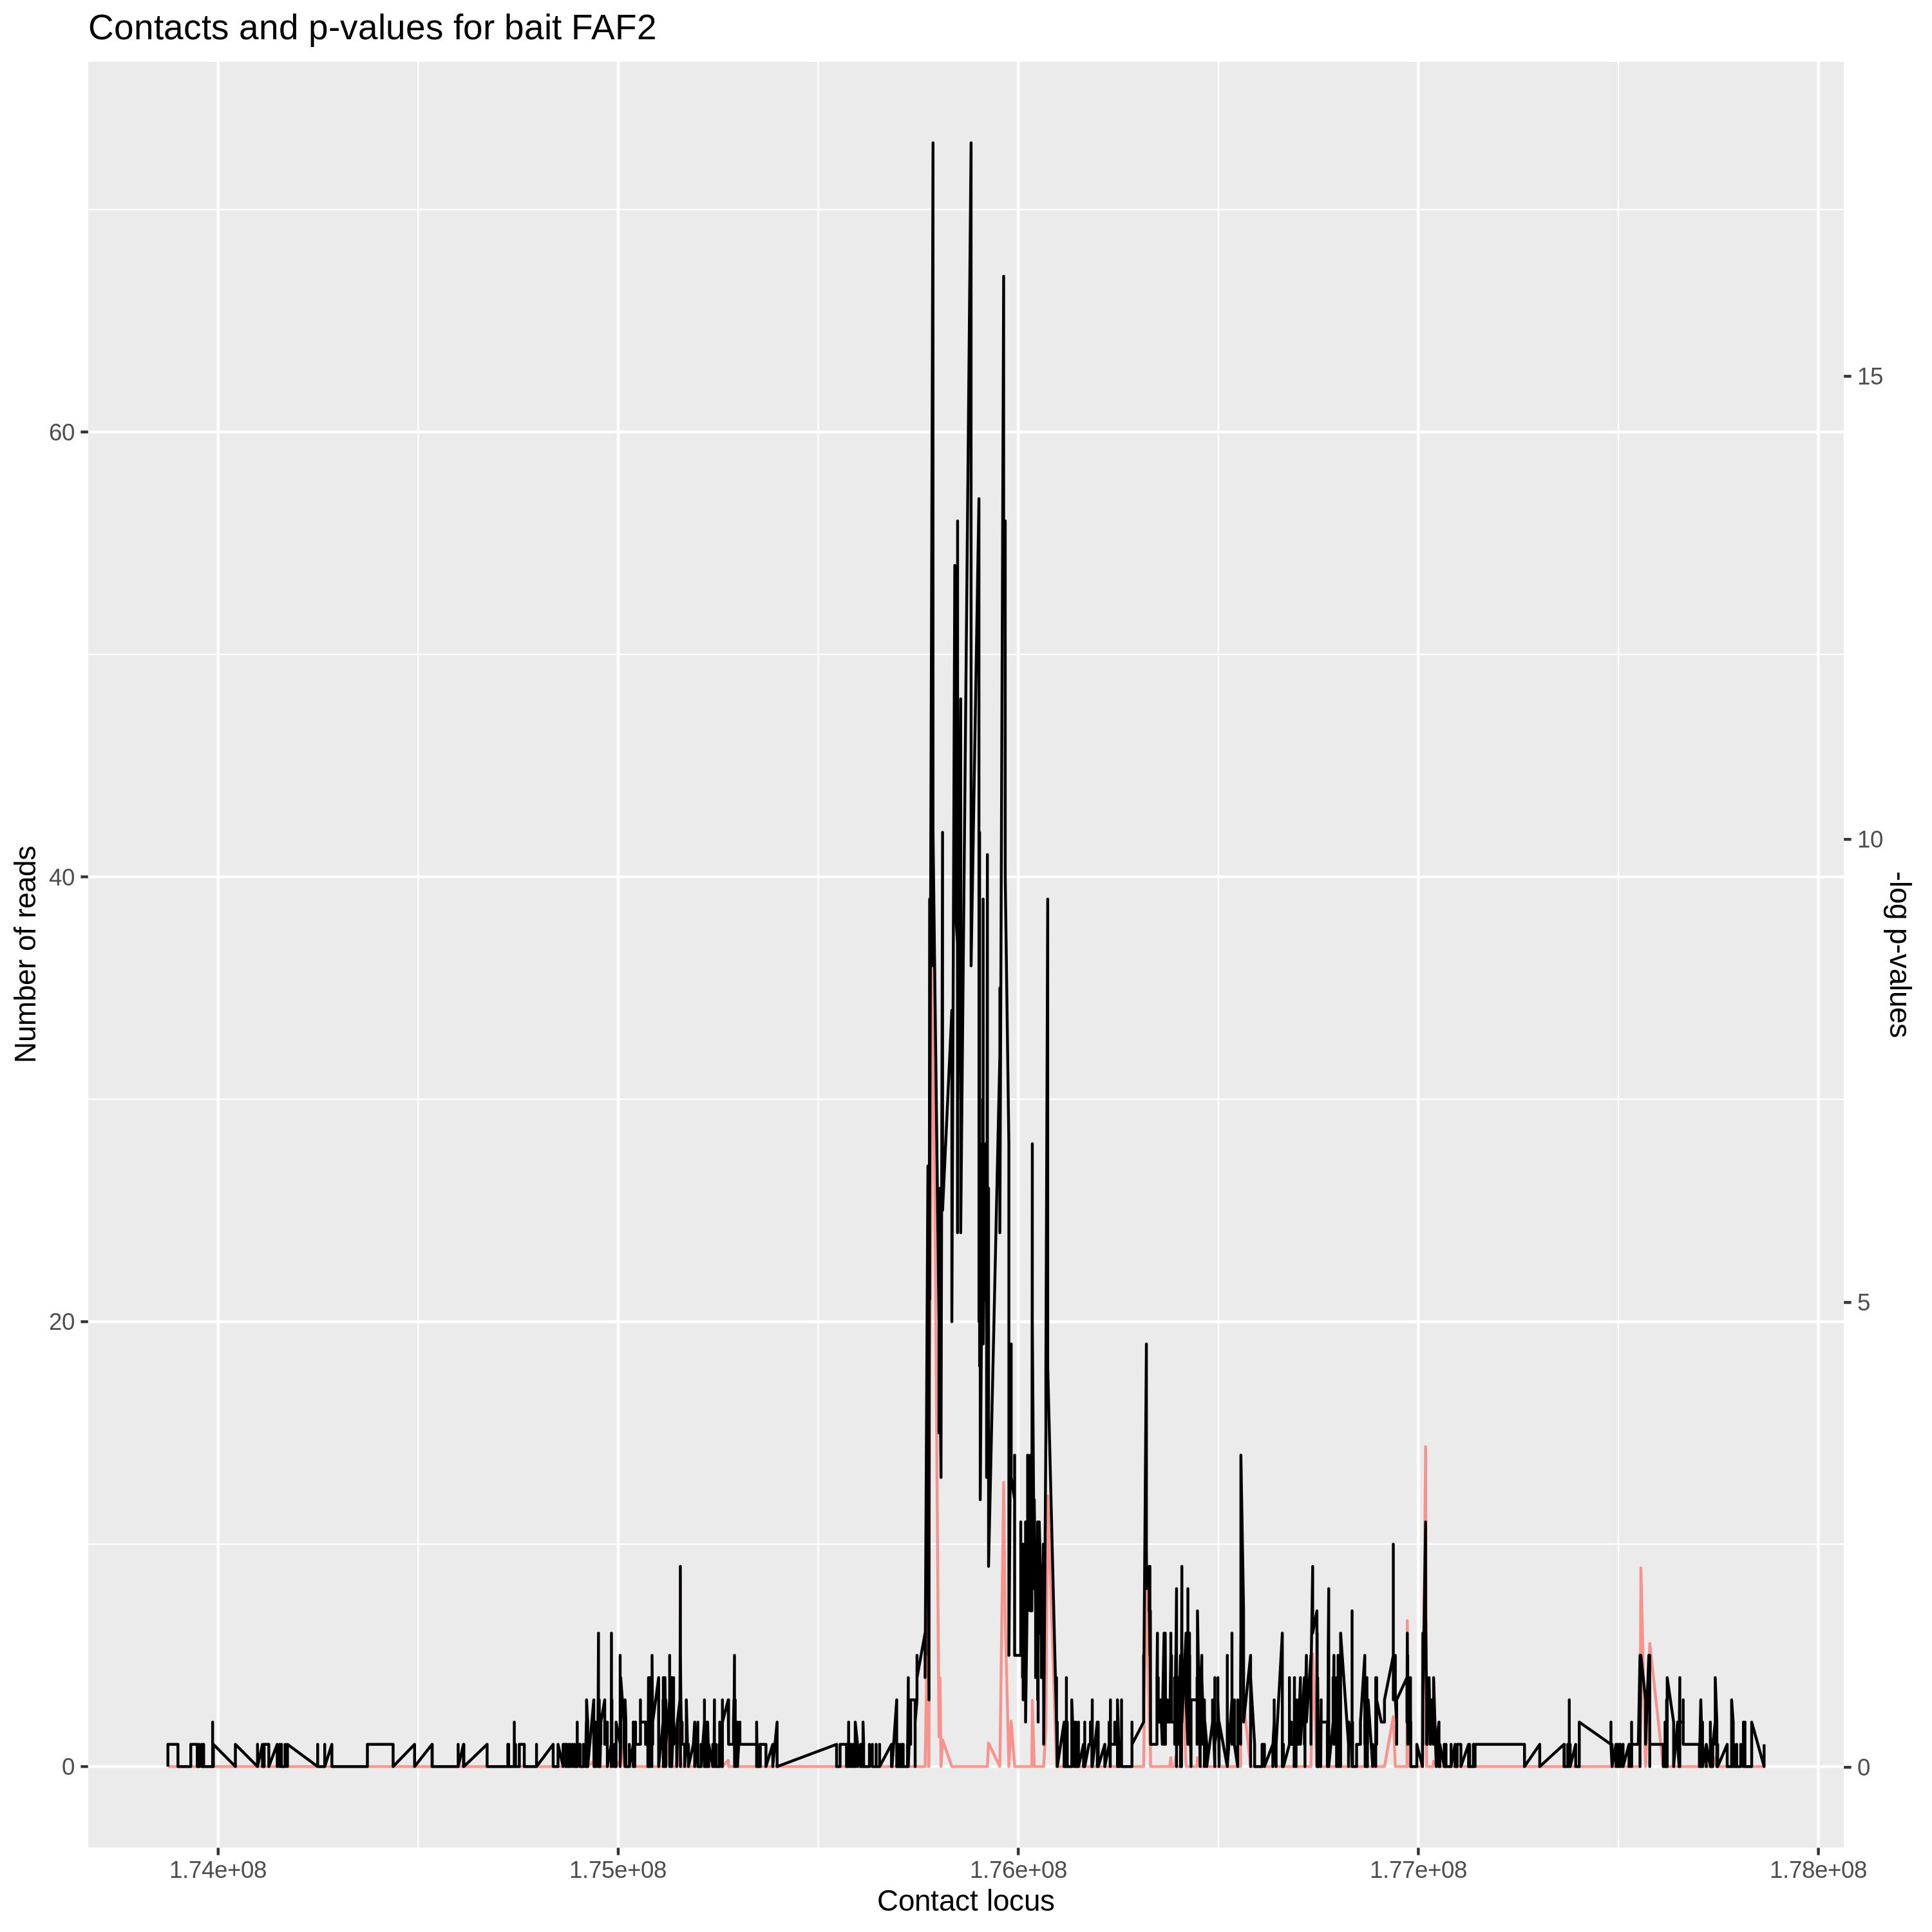 Contacts and p-values for bait FAF2
Number of reads
60
40
20
0
15
10
5
0
-log p-values
1.74e+08
1.75e+08
1.76e+08
1.77e+08
1.78e+08
Contact locus